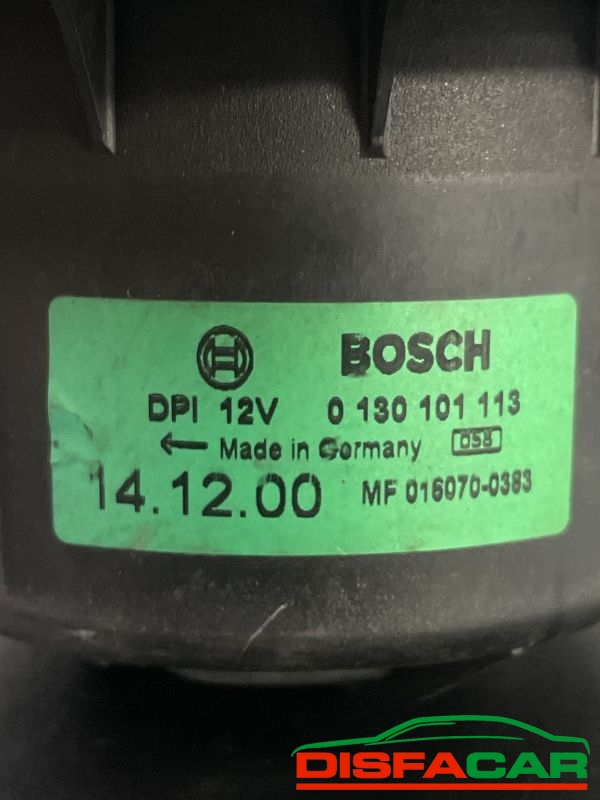 BOSCH
DPI 12V 0 130 101 113
← Made in Germany 058
14.12.00 MF 016070-0383
DISFACAR